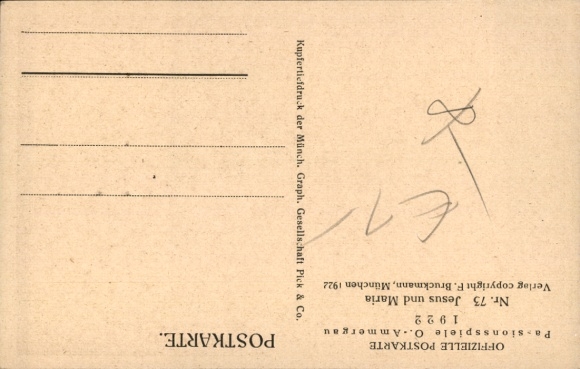 OFFIZIELLE POSTKARTE
Passionsspiele O.-Ammergau
1922
Nr. 73 Jesus und Maria
Verlag copyright F. Bruckmann, München 1922
POSTKARTE.
Kupfertiefdruck der Münch. Graph. Gesellschaft Pick & Co.